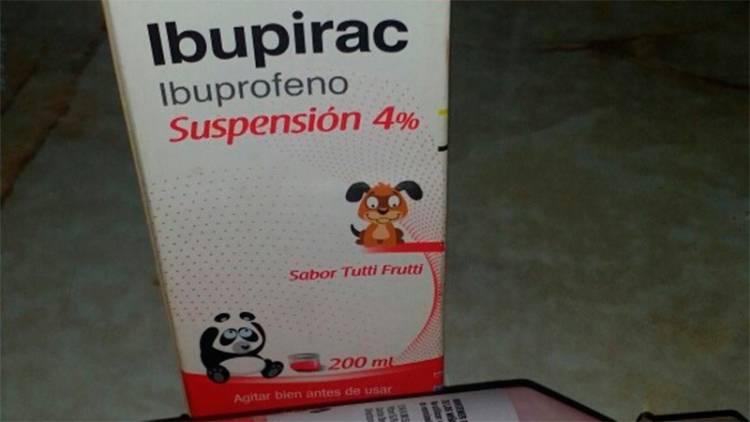 Ibupirac
Ibuprofeno
Suspensión 4%
Sabor Tutti Frutti
200 ml
Agitar bien antes de usar